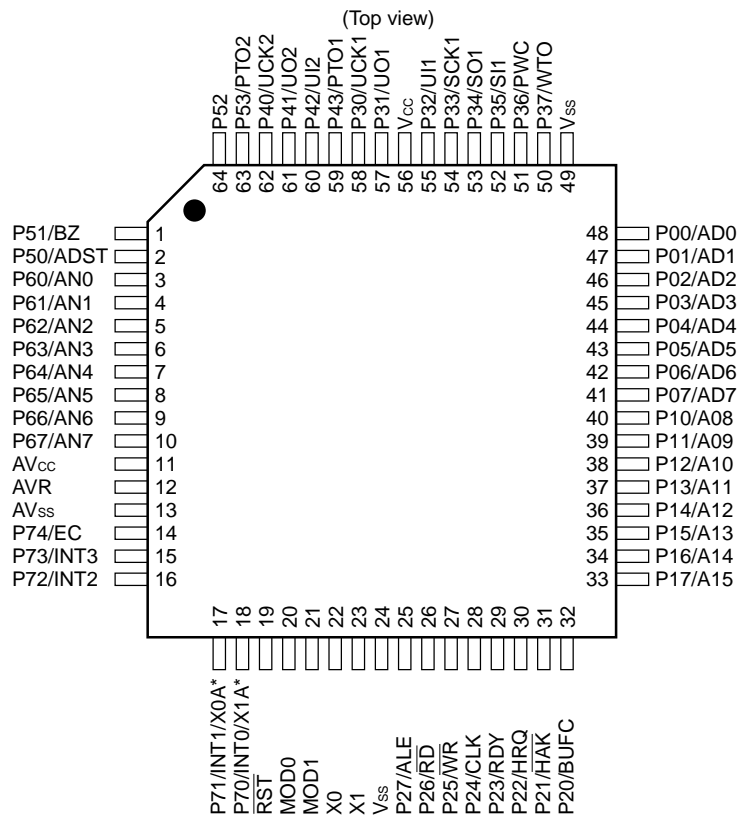 (Top view)
P52
P53/PTO2
P40/UCK2
P41/UO2
P42/UI2
P43/PTO1
P30/UCK1
P31/UO1
Vcc
P32/UI1
P33/SCK1
P34/SO1
P35/SI1
P36/PWC
P37/WTO
Vss
64
63
62
61
60
59
58
57
56
55
54
53
52
51
50
49
P51/BZ 1
P50/ADST 2
P60/AN0 3
P61/AN1 4
P62/AN2 5
P63/AN3 6
P64/AN4 7
P65/AN5 8
P66/AN6 9
P67/AN7 10
AVcc 11
AVR 12
AVss 13
P74/EC 14
P73/INT3 15
P72/INT2 16
48 P00/AD0
47 P01/AD1
46 P02/AD2
45 P03/AD3
44 P04/AD4
43 P05/AD5
42 P06/AD6
41 P07/AD7
40 P10/A08
39 P11/A09
38 P12/A10
37 P13/A11
36 P14/A12
35 P15/A13
34 P16/A14
33 P17/A15
17
18
19
20
21
22
23
24
25
26
27
28
29
30
31
32
P71/INT1/X0A*
P70/INT0/X1A*
RST
MOD0
MOD1
X0
X1
Vss
P27/ALE
P26/RD
P25/WR
P24/CLK
P23/RDY
P22/HRQ
P21/HAK
P20/BUFC